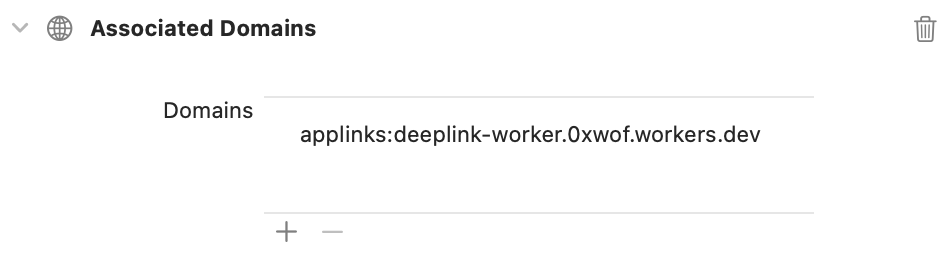 Associated Domains
Domains
applinks:deeplink-worker.0xwof.workers.dev